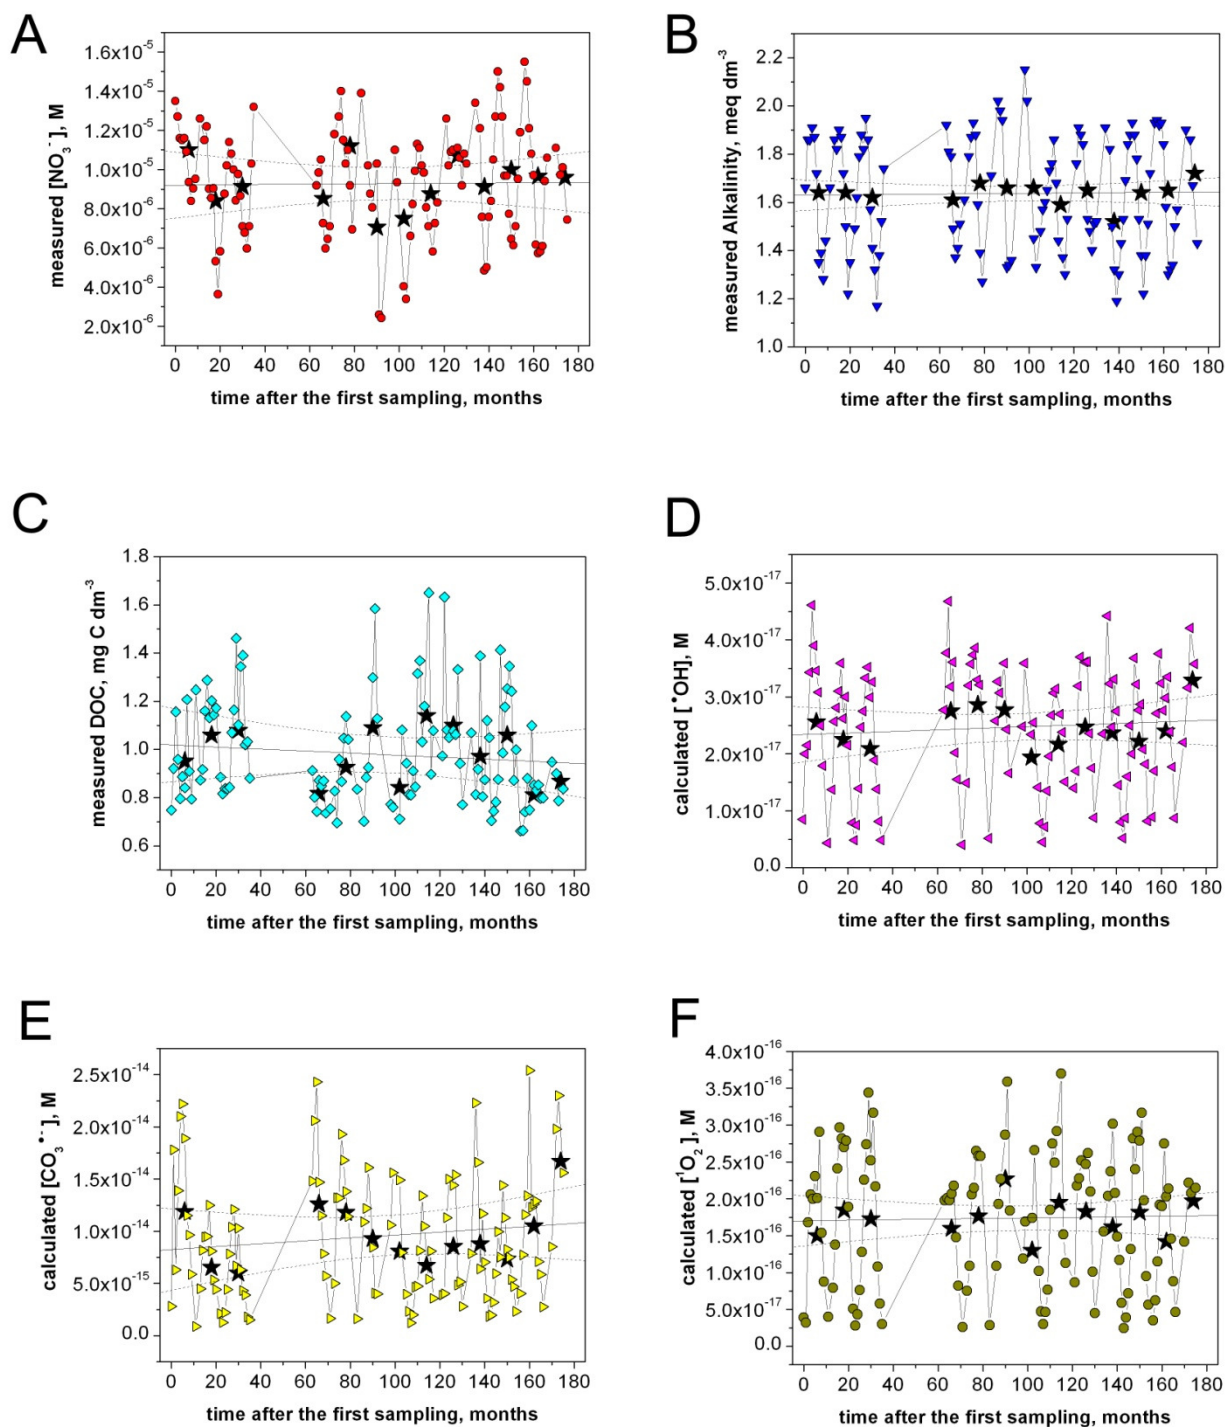 A
measured [NO₃⁻], M
1.6x10⁻⁵
1.4x10⁻⁵
1.2x10⁻⁵
1.0x10⁻⁵
8.0x10⁻⁶
6.0x10⁻⁶
4.0x10⁻⁶
2.0x10⁻⁶
0 20 40 60 80 100 120 140 160 180
time after the first sampling, months
B
measured Alkalinity, meq dm⁻³
2.2
2.0
1.8
1.6
1.4
1.2
1.0
0 20 40 60 80 100 120 140 160 180
time after the first sampling, months
C
measured DOC, mg C dm⁻³
1.8
1.6
1.4
1.2
1.0
0.8
0.6
0 20 40 60 80 100 120 140 160 180
time after the first sampling, months
D
calculated [•OH], M
5.0x10⁻¹⁷
4.0x10⁻¹⁷
3.0x10⁻¹⁷
2.0x10⁻¹⁷
1.0x10⁻¹⁷
0.0
0 20 40 60 80 100 120 140 160 180
time after the first sampling, months
E
calculated [CO₃•⁻], M
2.5x10⁻¹⁴
2.0x10⁻¹⁴
1.5x10⁻¹⁴
1.0x10⁻¹⁴
5.0x10⁻¹⁵
0.0
0 20 40 60 80 100 120 140 160 180
time after the first sampling, months
F
calculated [¹O₂], M
4.0x10⁻¹⁶
3.5x10⁻¹⁶
3.0x10⁻¹⁶
2.5x10⁻¹⁶
2.0x10⁻¹⁶
1.5x10⁻¹⁶
1.0x10⁻¹⁶
5.0x10⁻¹⁷
0.0
0 20 40 60 80 100 120 140 160 180
time after the first sampling, months